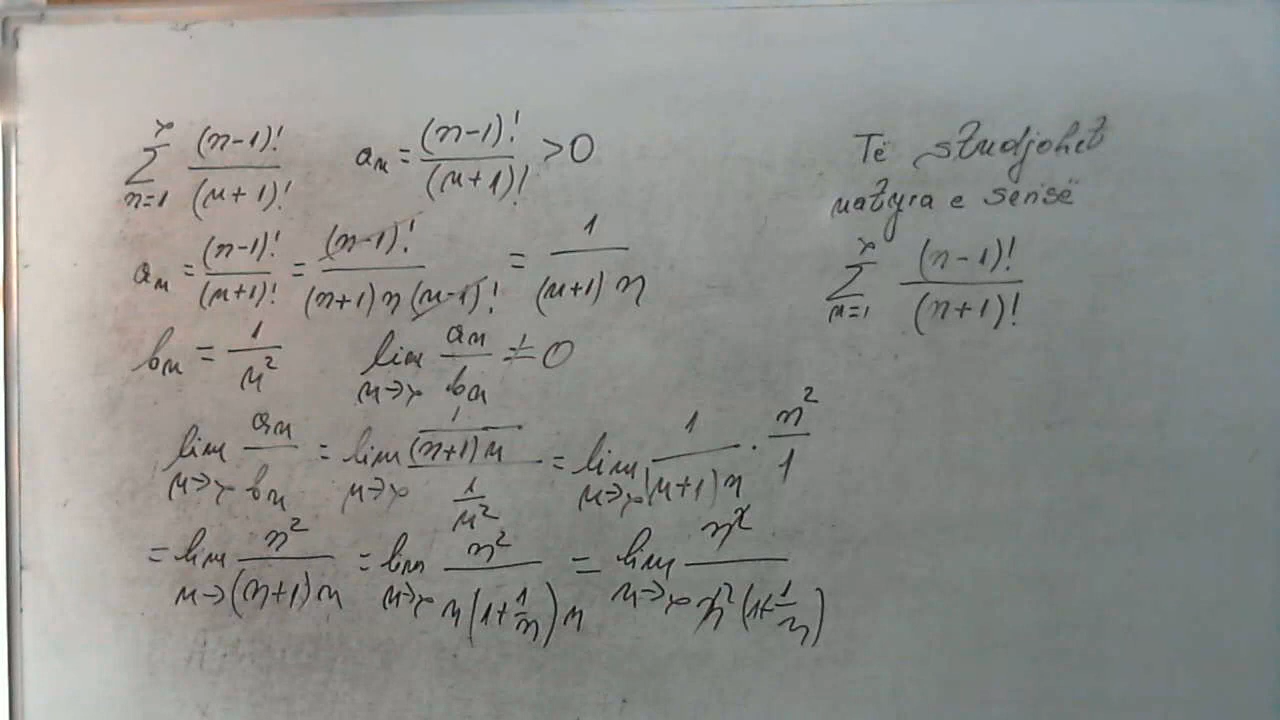 ∑_{n=1}^{∞} (n-1)!/(n+1)!   a_n = (n-1)!/(n+1)! > 0
a_n = (n-1)!/(n+1)! = (n-1)!/((n+1)n(n-1)!) = 1/((n+1)n)
b_n = 1/n²   lim_{n→∞} a_n/b_n ≠ 0
lim_{n→∞} a_n/b_n = lim_{n→∞} (1/((n+1)n))/(1/n²) = lim_{n→∞} 1/((n+1)n) · n²/1
= lim_{n→} n²/((n+1)n) = lim_{n→∞} n²/(n(1+1/n)n) = lim_{n→∞} n²/(n²(1+1/n))
Të studjohet
natyra e serisë
∑_{n=1}^{∞} (n-1)!/(n+1)!